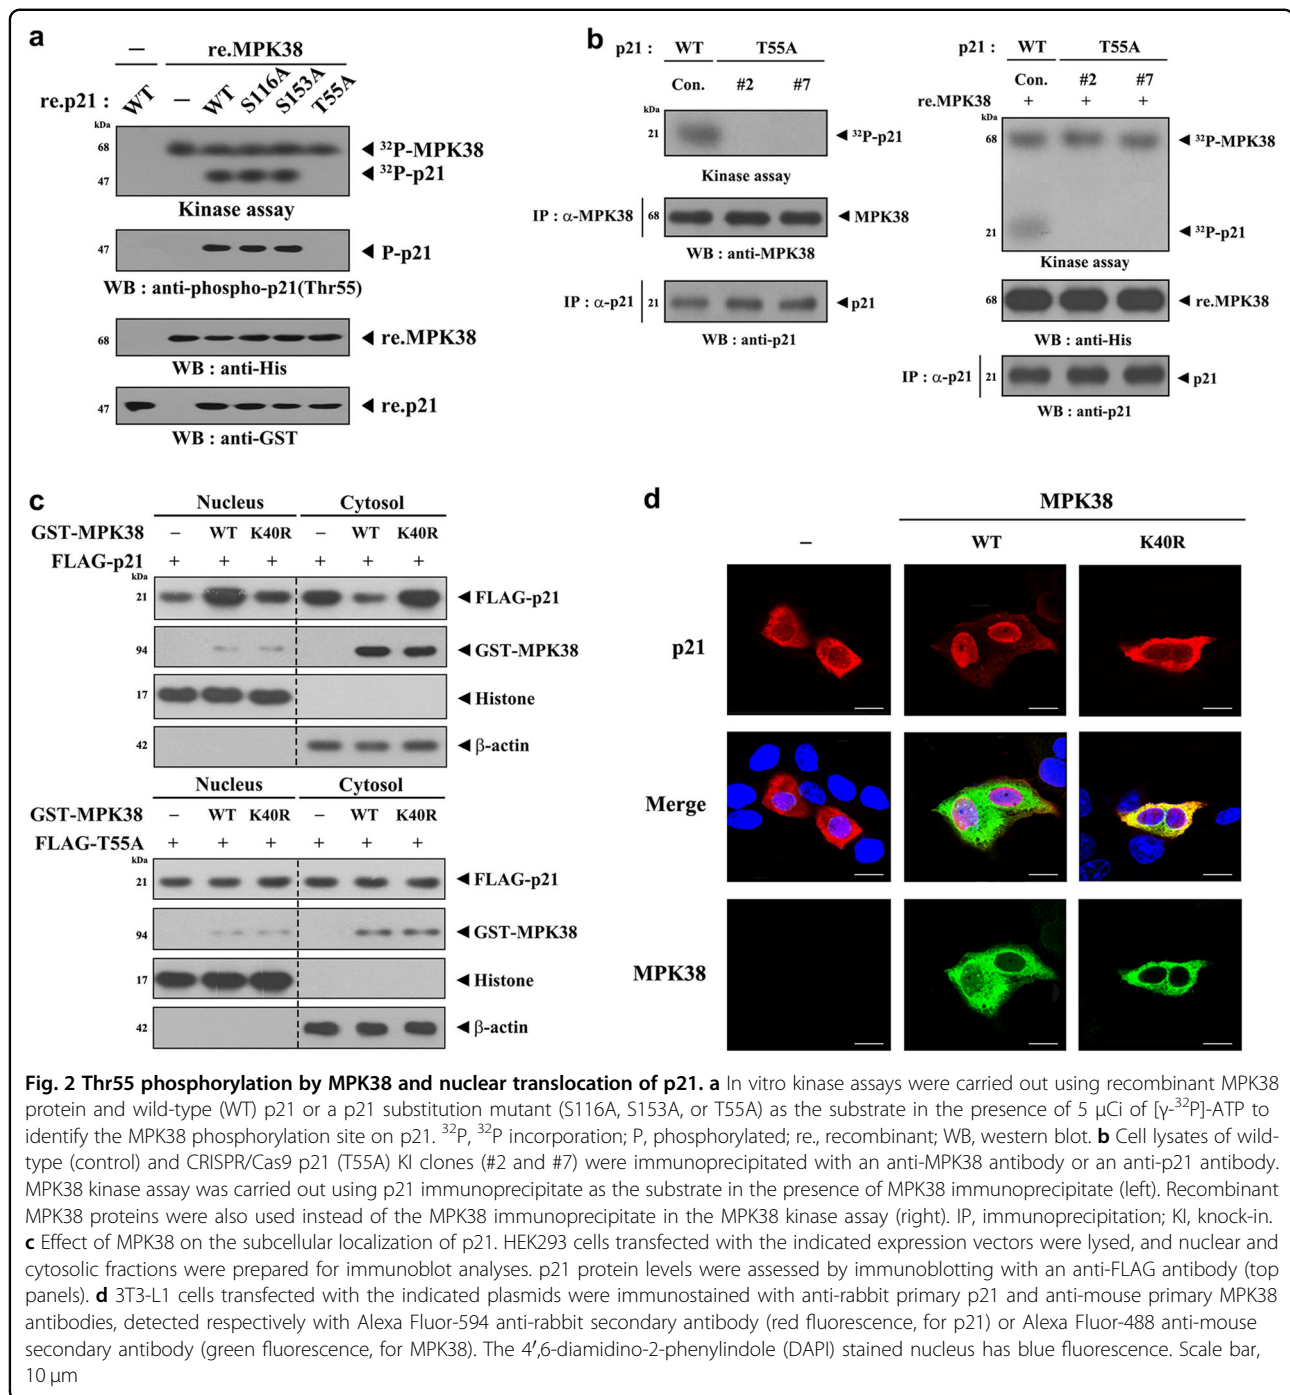 a
—
re.MPK38
re.p21 : WT — WT S116A S153A T55A
kDa
68
47
◄ ³²P-MPK38
◄ ³²P-p21
Kinase assay
47
◄ P-p21
WB : anti-phospho-p21(Thr55)
68
◄ re.MPK38
WB : anti-His
47
◄ re.p21
WB : anti-GST
b
p21 : WT T55A
Con. #2 #7
kDa
21
◄ ³²P-p21
Kinase assay
IP : α-MPK38 68
◄ MPK38
WB : anti-MPK38
IP : α-p21 21
◄ p21
WB : anti-p21
p21 : WT T55A
Con. #2 #7
re.MPK38 + + +
kDa
68
◄ ³²P-MPK38
21
◄ ³²P-p21
Kinase assay
68
◄ re.MPK38
WB : anti-His
IP : α-p21 21
◄ p21
WB : anti-p21
c
Nucleus Cytosol
GST-MPK38 – WT K40R – WT K40R
FLAG-p21 + + + + + +
kDa
21
◄ FLAG-p21
94
◄ GST-MPK38
17
◄ Histone
42
◄ β-actin
Nucleus Cytosol
GST-MPK38 – WT K40R – WT K40R
FLAG-T55A + + + + + +
kDa
21
◄ FLAG-p21
94
◄ GST-MPK38
17
◄ Histone
42
◄ β-actin
d
MPK38
– WT K40R
p21
Merge
MPK38
Fig. 2 Thr55 phosphorylation by MPK38 and nuclear translocation of p21. a In vitro kinase assays were carried out using recombinant MPK38
protein and wild-type (WT) p21 or a p21 substitution mutant (S116A, S153A, or T55A) as the substrate in the presence of 5 μCi of [γ-³²P]-ATP to
identify the MPK38 phosphorylation site on p21. ³²P, ³²P incorporation; P, phosphorylated; re., recombinant; WB, western blot. b Cell lysates of wild-
type (control) and CRISPR/Cas9 p21 (T55A) KI clones (#2 and #7) were immunoprecipitated with an anti-MPK38 antibody or an anti-p21 antibody.
MPK38 kinase assay was carried out using p21 immunoprecipitate as the substrate in the presence of MPK38 immunoprecipitate (left). Recombinant
MPK38 proteins were also used instead of the MPK38 immunoprecipitate in the MPK38 kinase assay (right). IP, immunoprecipitation; KI, knock-in.
c Effect of MPK38 on the subcellular localization of p21. HEK293 cells transfected with the indicated expression vectors were lysed, and nuclear and
cytosolic fractions were prepared for immunoblot analyses. p21 protein levels were assessed by immunoblotting with an anti-FLAG antibody (top
panels). d 3T3-L1 cells transfected with the indicated plasmids were immunostained with anti-rabbit primary p21 and anti-mouse primary MPK38
antibodies, detected respectively with Alexa Fluor-594 anti-rabbit secondary antibody (red fluorescence, for p21) or Alexa Fluor-488 anti-mouse
secondary antibody (green fluorescence, for MPK38). The 4′,6-diamidino-2-phenylindole (DAPI) stained nucleus has blue fluorescence. Scale bar,
10 μm